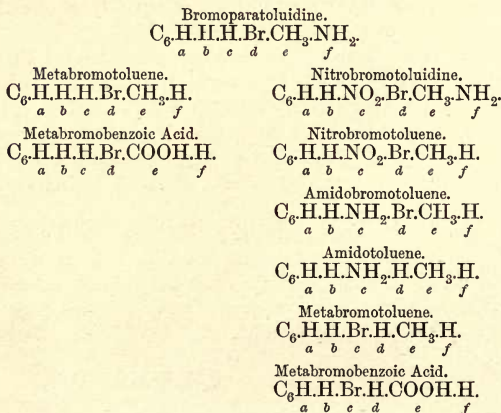 Bromoparatoluidine.
C₆.H.H.H.Br.CH₃.NH₂.
a b c d e f
Metabromotoluene.
C₆.H.H.H.Br.CH₃.H.
a b c d e f
Metabromobenzoic Acid.
C₆.H.H.H.Br.COOH.H.
a b c d e f
Nitrobromotoluidine.
C₆.H.H.NO₂.Br.CH₃.NH₂.
a b c d e f
Nitrobromotoluene.
C₆.H.H.NO₂.Br.CH₃.H.
a b c d e f
Amidobromotoluene.
C₆.H.H.NH₂.Br.CH₃.H.
a b c d e f
Amidotoluene.
C₆.H.H.NH₂.H.CH₃.H.
a b c d e f
Metabromotoluene.
C₆.H.H.Br.H.CH₃.H.
a b c d e f
Metabromobenzoic Acid.
C₆H.H.Br.H.COOH.H.
a b c d e f